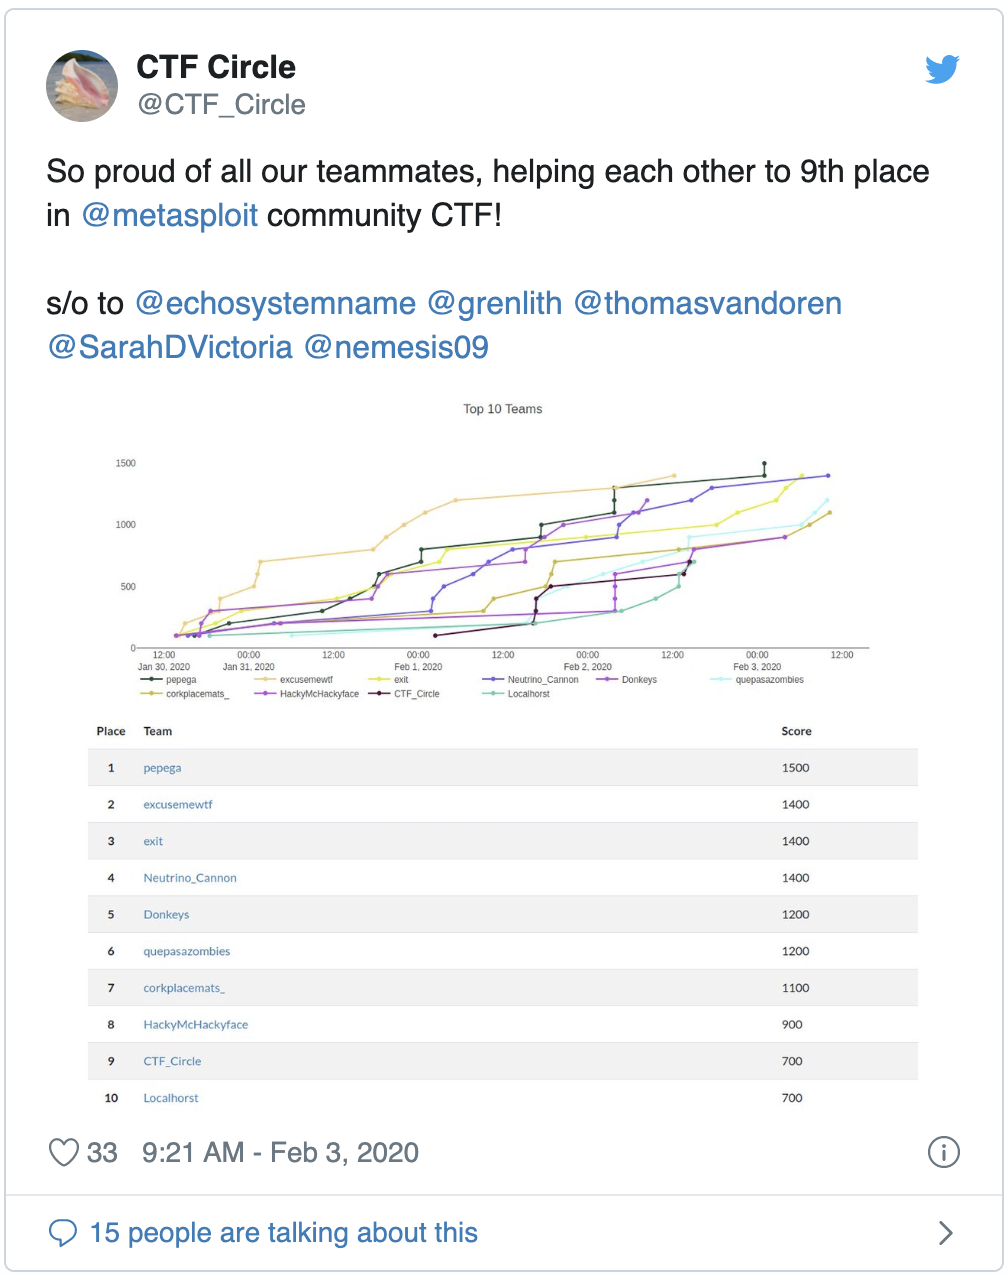 CTF Circle
@CTF_Circle
So proud of all our teammates, helping each other to 9th place
in @metasploit community CTF!
s/o to @echosystemname @grenlith @thomasvandoren
@SarahDVictoria @nemesis09
Top 10 Teams
1500
1000
500
0
12:00 00:00 12:00 00:00 12:00 00:00 12:00 00:00 12:00
Jan 30, 2020 Jan 31, 2020 Feb 1, 2020 Feb 2, 2020 Feb 3, 2020
pepega excusemewtf exit Neutrino_Cannon Donkeys quepasazombies
corkplacemats_ HackyMcHackyface CTF_Circle Localhorst
Place Team Score
1 pepega 1500
2 excusemewtf 1400
3 exit 1400
4 Neutrino_Cannon 1400
5 Donkeys 1200
6 quepasazombies 1200
7 corkplacemats_ 1100
8 HackyMcHackyface 900
9 CTF_Circle 700
10 Localhorst 700
33 9:21 AM - Feb 3, 2020
15 people are talking about this